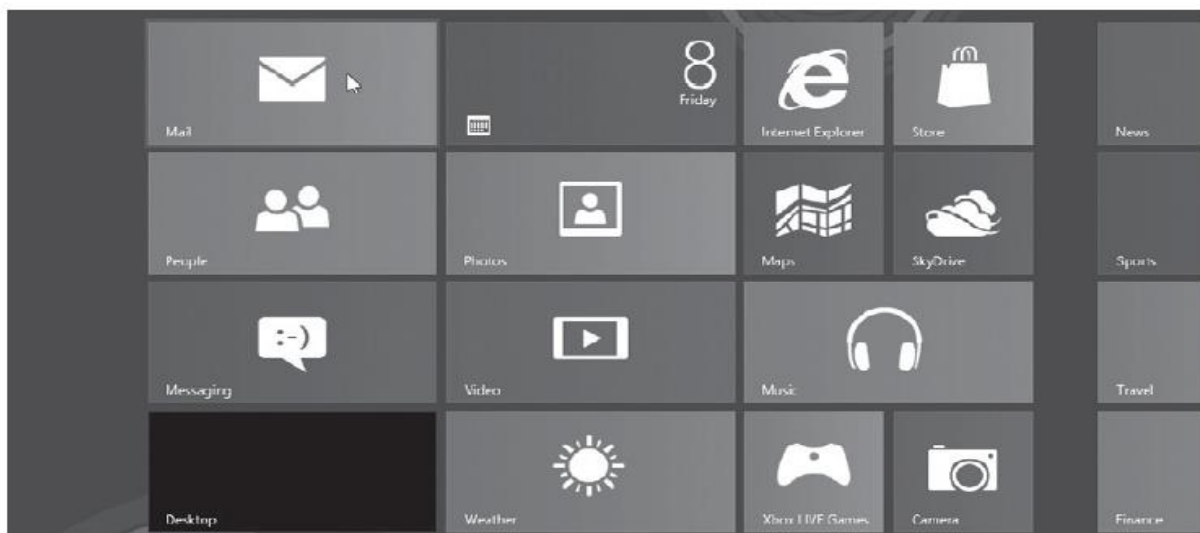 8
Friday
Mail
Internet Explorer
Store
News
People
Photos
Maps
SkyDrive
Sports
:-)
Messaging
Video
Music
Travel
Desktop
Weather
Xbox LIVE Games
Camera
Finance